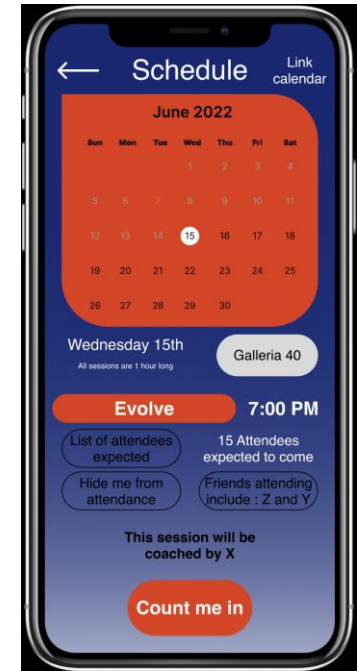 Schedule
Link
calendar
June 2022
Sun Mon Tue Wed Thu Fri Sat
1 2 3 4
5 6 7 8 9 10 11
12 13 14 15 16 17 18
19 20 21 22 23 24 25
26 27 28 29 30
Wednesday 15th
All sessions are 1 hour long
Galleria 40
Evolve
7:00 PM
List of attendees
expected
15 Attendees
expected to come
Hide me from
attendance
Friends attending
include : Z and Y
This session will be
coached by X
Count me in